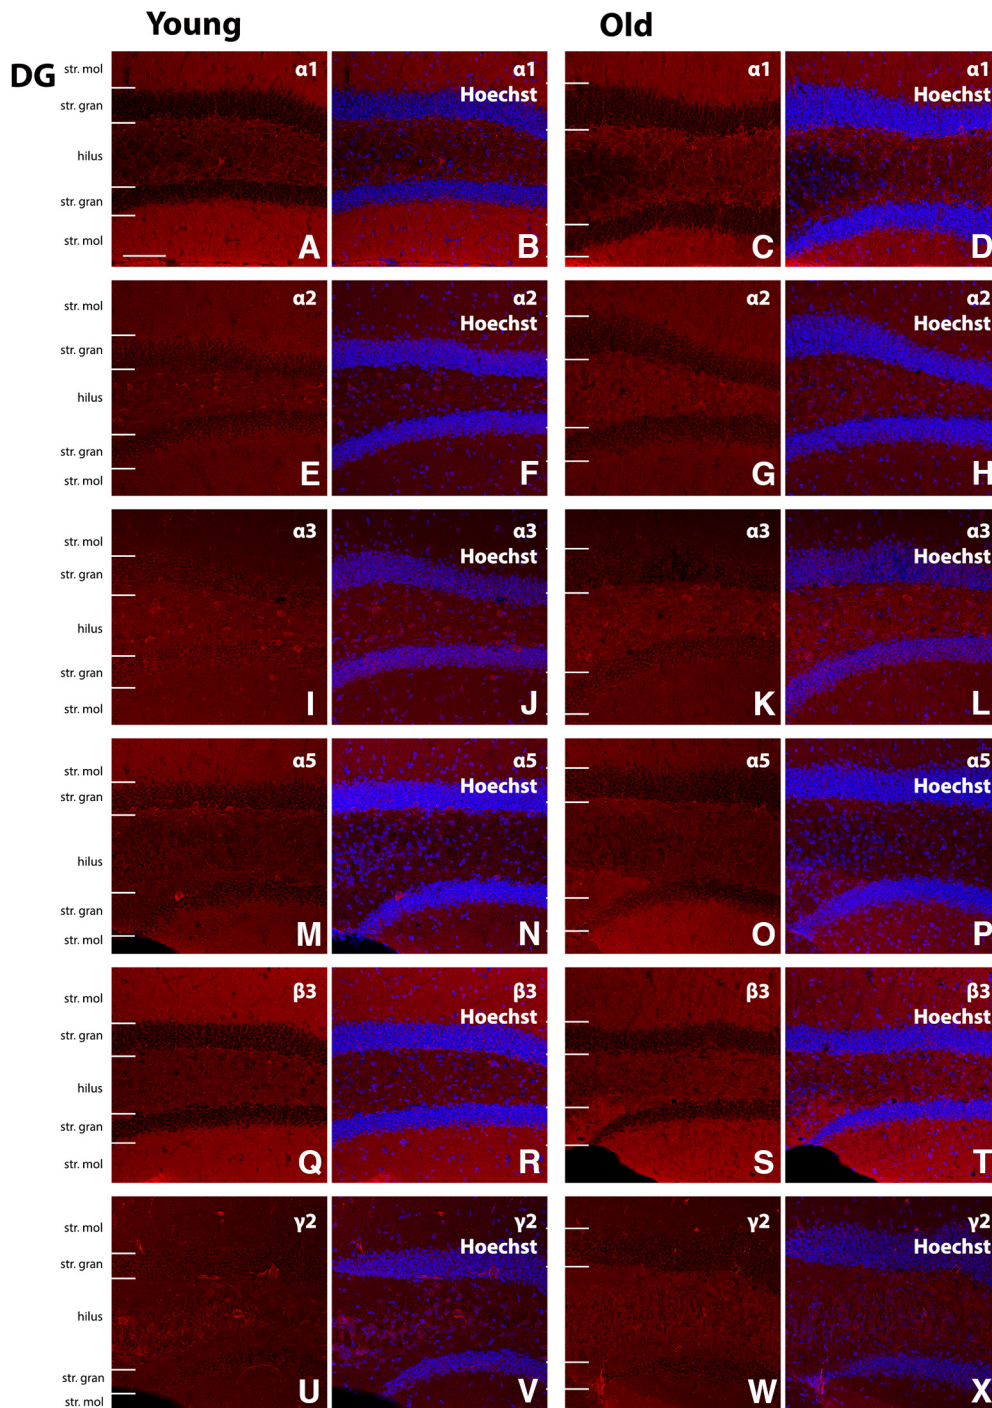 Young Old
DG
str. mol
str. gran
hilus
str. gran
str. mol
α1
A
α1
Hoechst
B
α1
C
α1
Hoechst
D
str. mol
str. gran
hilus
str. gran
str. mol
α2
E
α2
Hoechst
F
α2
G
α2
Hoechst
H
str. mol
str. gran
hilus
str. gran
str. mol
α3
I
α3
Hoechst
J
α3
K
α3
Hoechst
L
str. mol
str. gran
hilus
str. gran
str. mol
α5
M
α5
Hoechst
N
α5
O
α5
Hoechst
P
str. mol
str. gran
hilus
str. gran
str. mol
β3
Q
β3
Hoechst
R
β3
S
β3
Hoechst
T
str. mol
str. gran
hilus
str. gran
str. mol
γ2
U
γ2
Hoechst
V
γ2
W
γ2
Hoechst
X